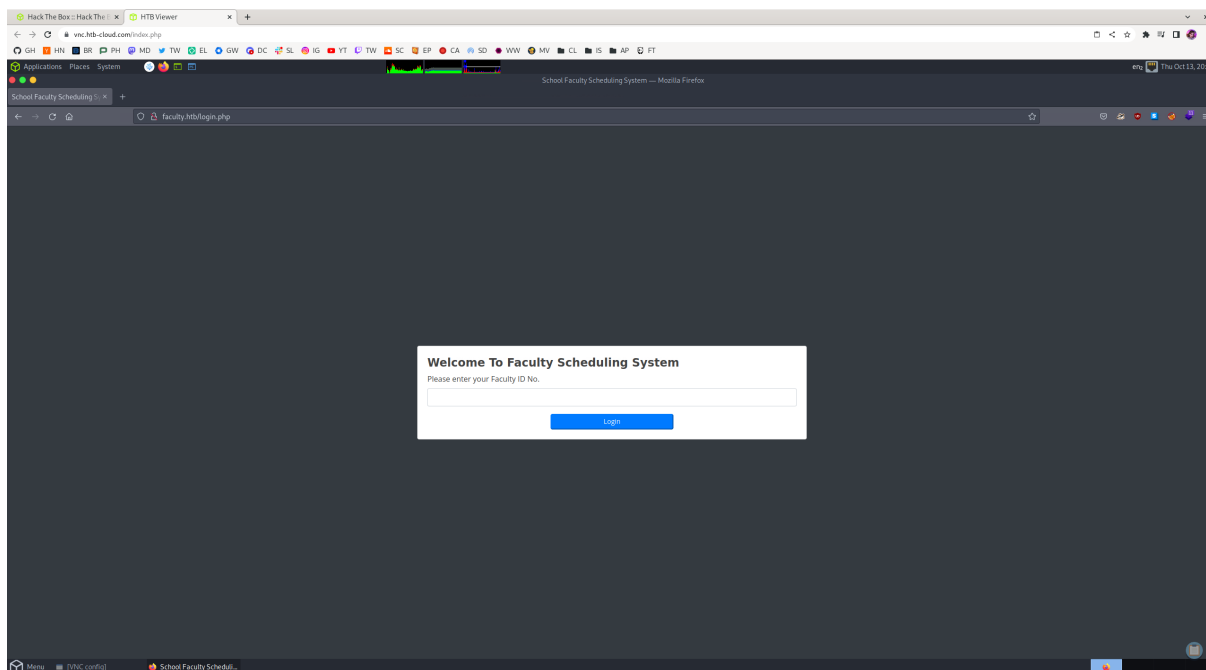 Hack The Box :: Hack The
HTB Viewer
vnc.htb-cloud.com/index.php
GH HN BR PH MD TW EL GW DC SL IG YT TW SC EP CA SD WW MV CL IS AP FT
Applications Places System
School Faculty Scheduling System — Mozilla Firefox
Thu Oct 13, 20:
School Faculty Scheduling S
faculty.htb/login.php
Welcome To Faculty Scheduling System
Please enter your Faculty ID No.
Login
Menu [VNC config] School Faculty Scheduli...